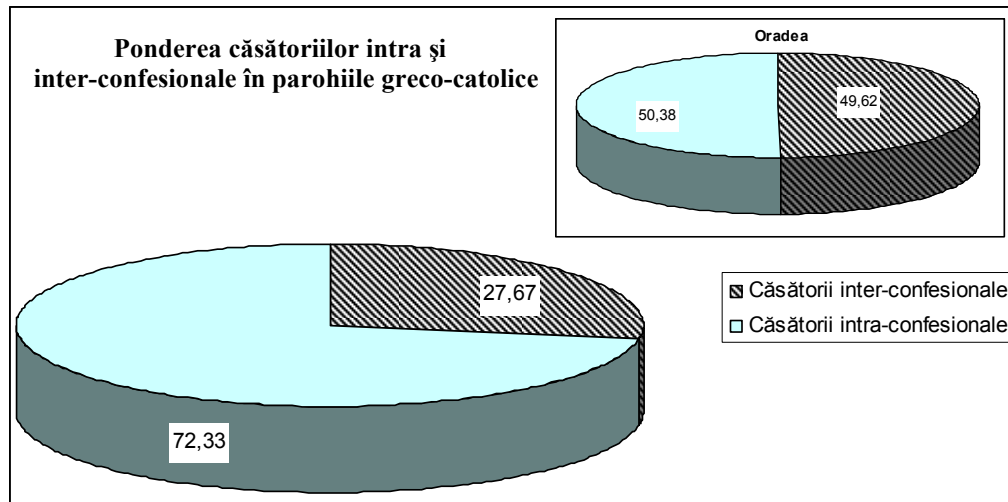 Ponderea căsătoriilor intra şi
inter-confesionale în parohiile greco-catolice
Oradea
50,38
49,62
27,67
72,33
Căsătorii inter-confesionale
Căsătorii intra-confesionale